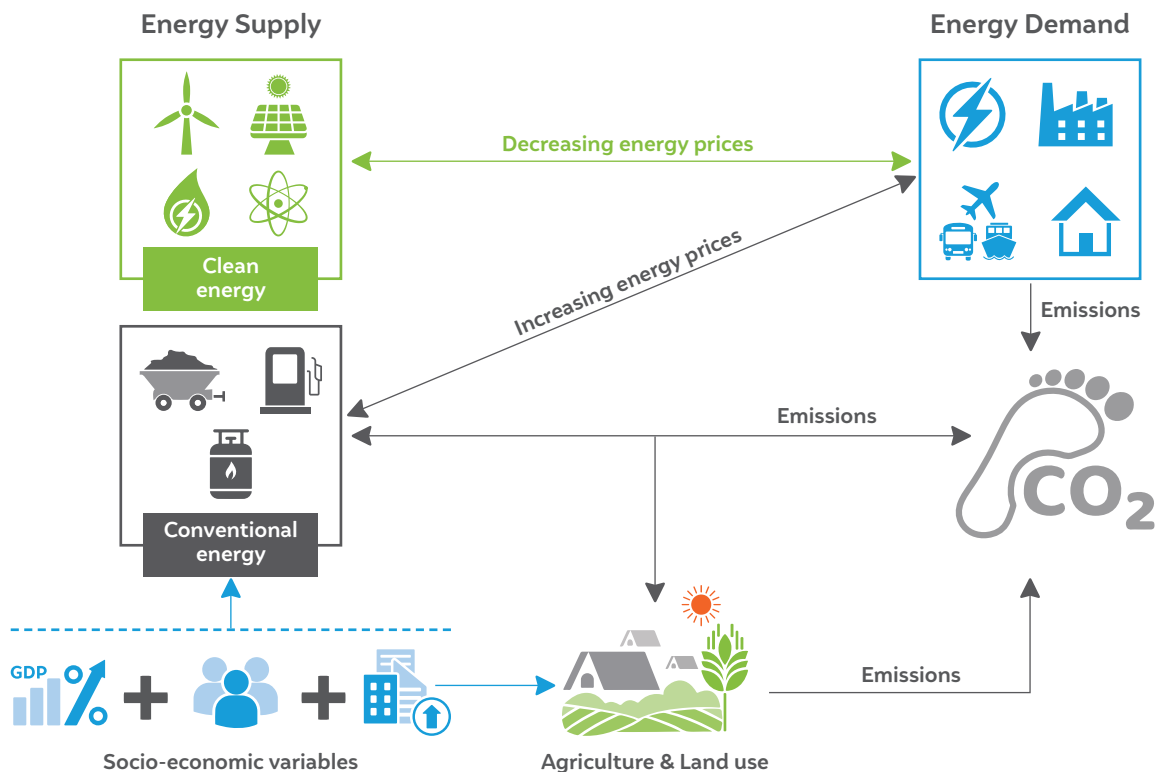 Energy Supply
Energy Demand
Decreasing energy prices
Increasing energy prices
Clean
energy
Emissions
Emissions
CO2
Conventional
energy
GDP
Emissions
Socio-economic variables
Agriculture & Land use